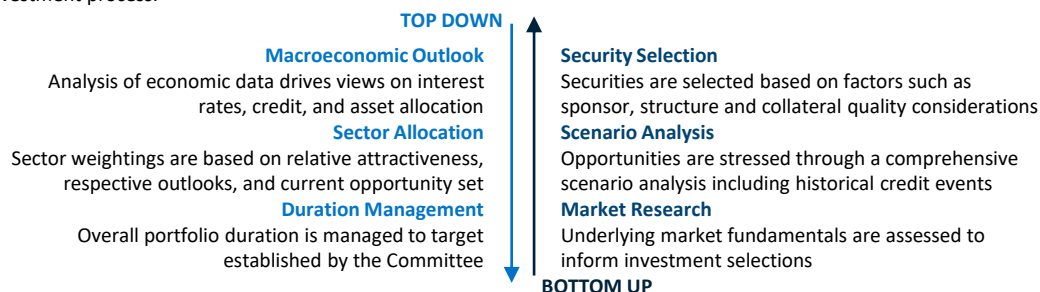 investment process.
TOP DOWN
Macroeconomic Outlook
Analysis of economic data drives views on interest
rates, credit, and asset allocation
Sector Allocation
Sector weightings are based on relative attractiveness,
respective outlooks, and current opportunity set
Duration Management
Overall portfolio duration is managed to target
established by the Committee
Security Selection
Securities are selected based on factors such as
sponsor, structure and collateral quality considerations
Scenario Analysis
Opportunities are stressed through a comprehensive
scenario analysis including historical credit events
Market Research
Underlying market fundamentals are assessed to
inform investment selections
BOTTOM UP